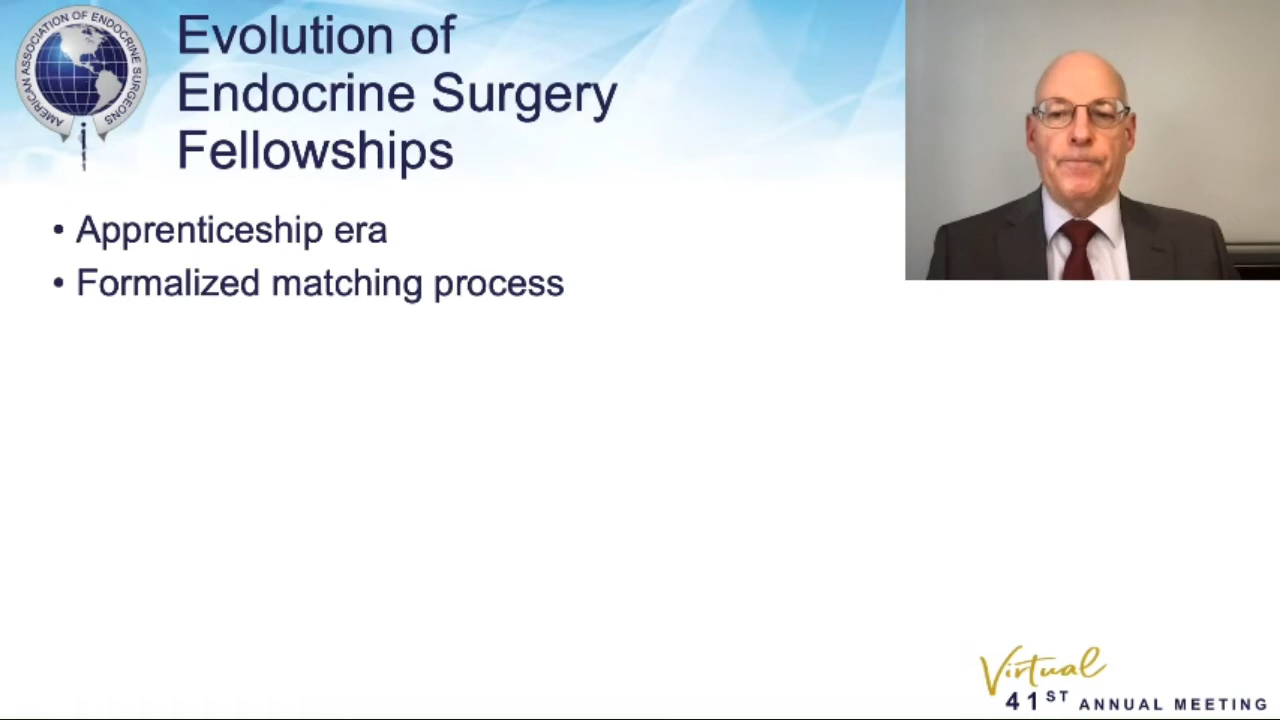 AMERICAN ASSOCIATION OF ENDOCRINE SURGEONS
Evolution of
Endocrine Surgery
Fellowships
• Apprenticeship era
• Formalized matching process
Virtual
41ST ANNUAL MEETING